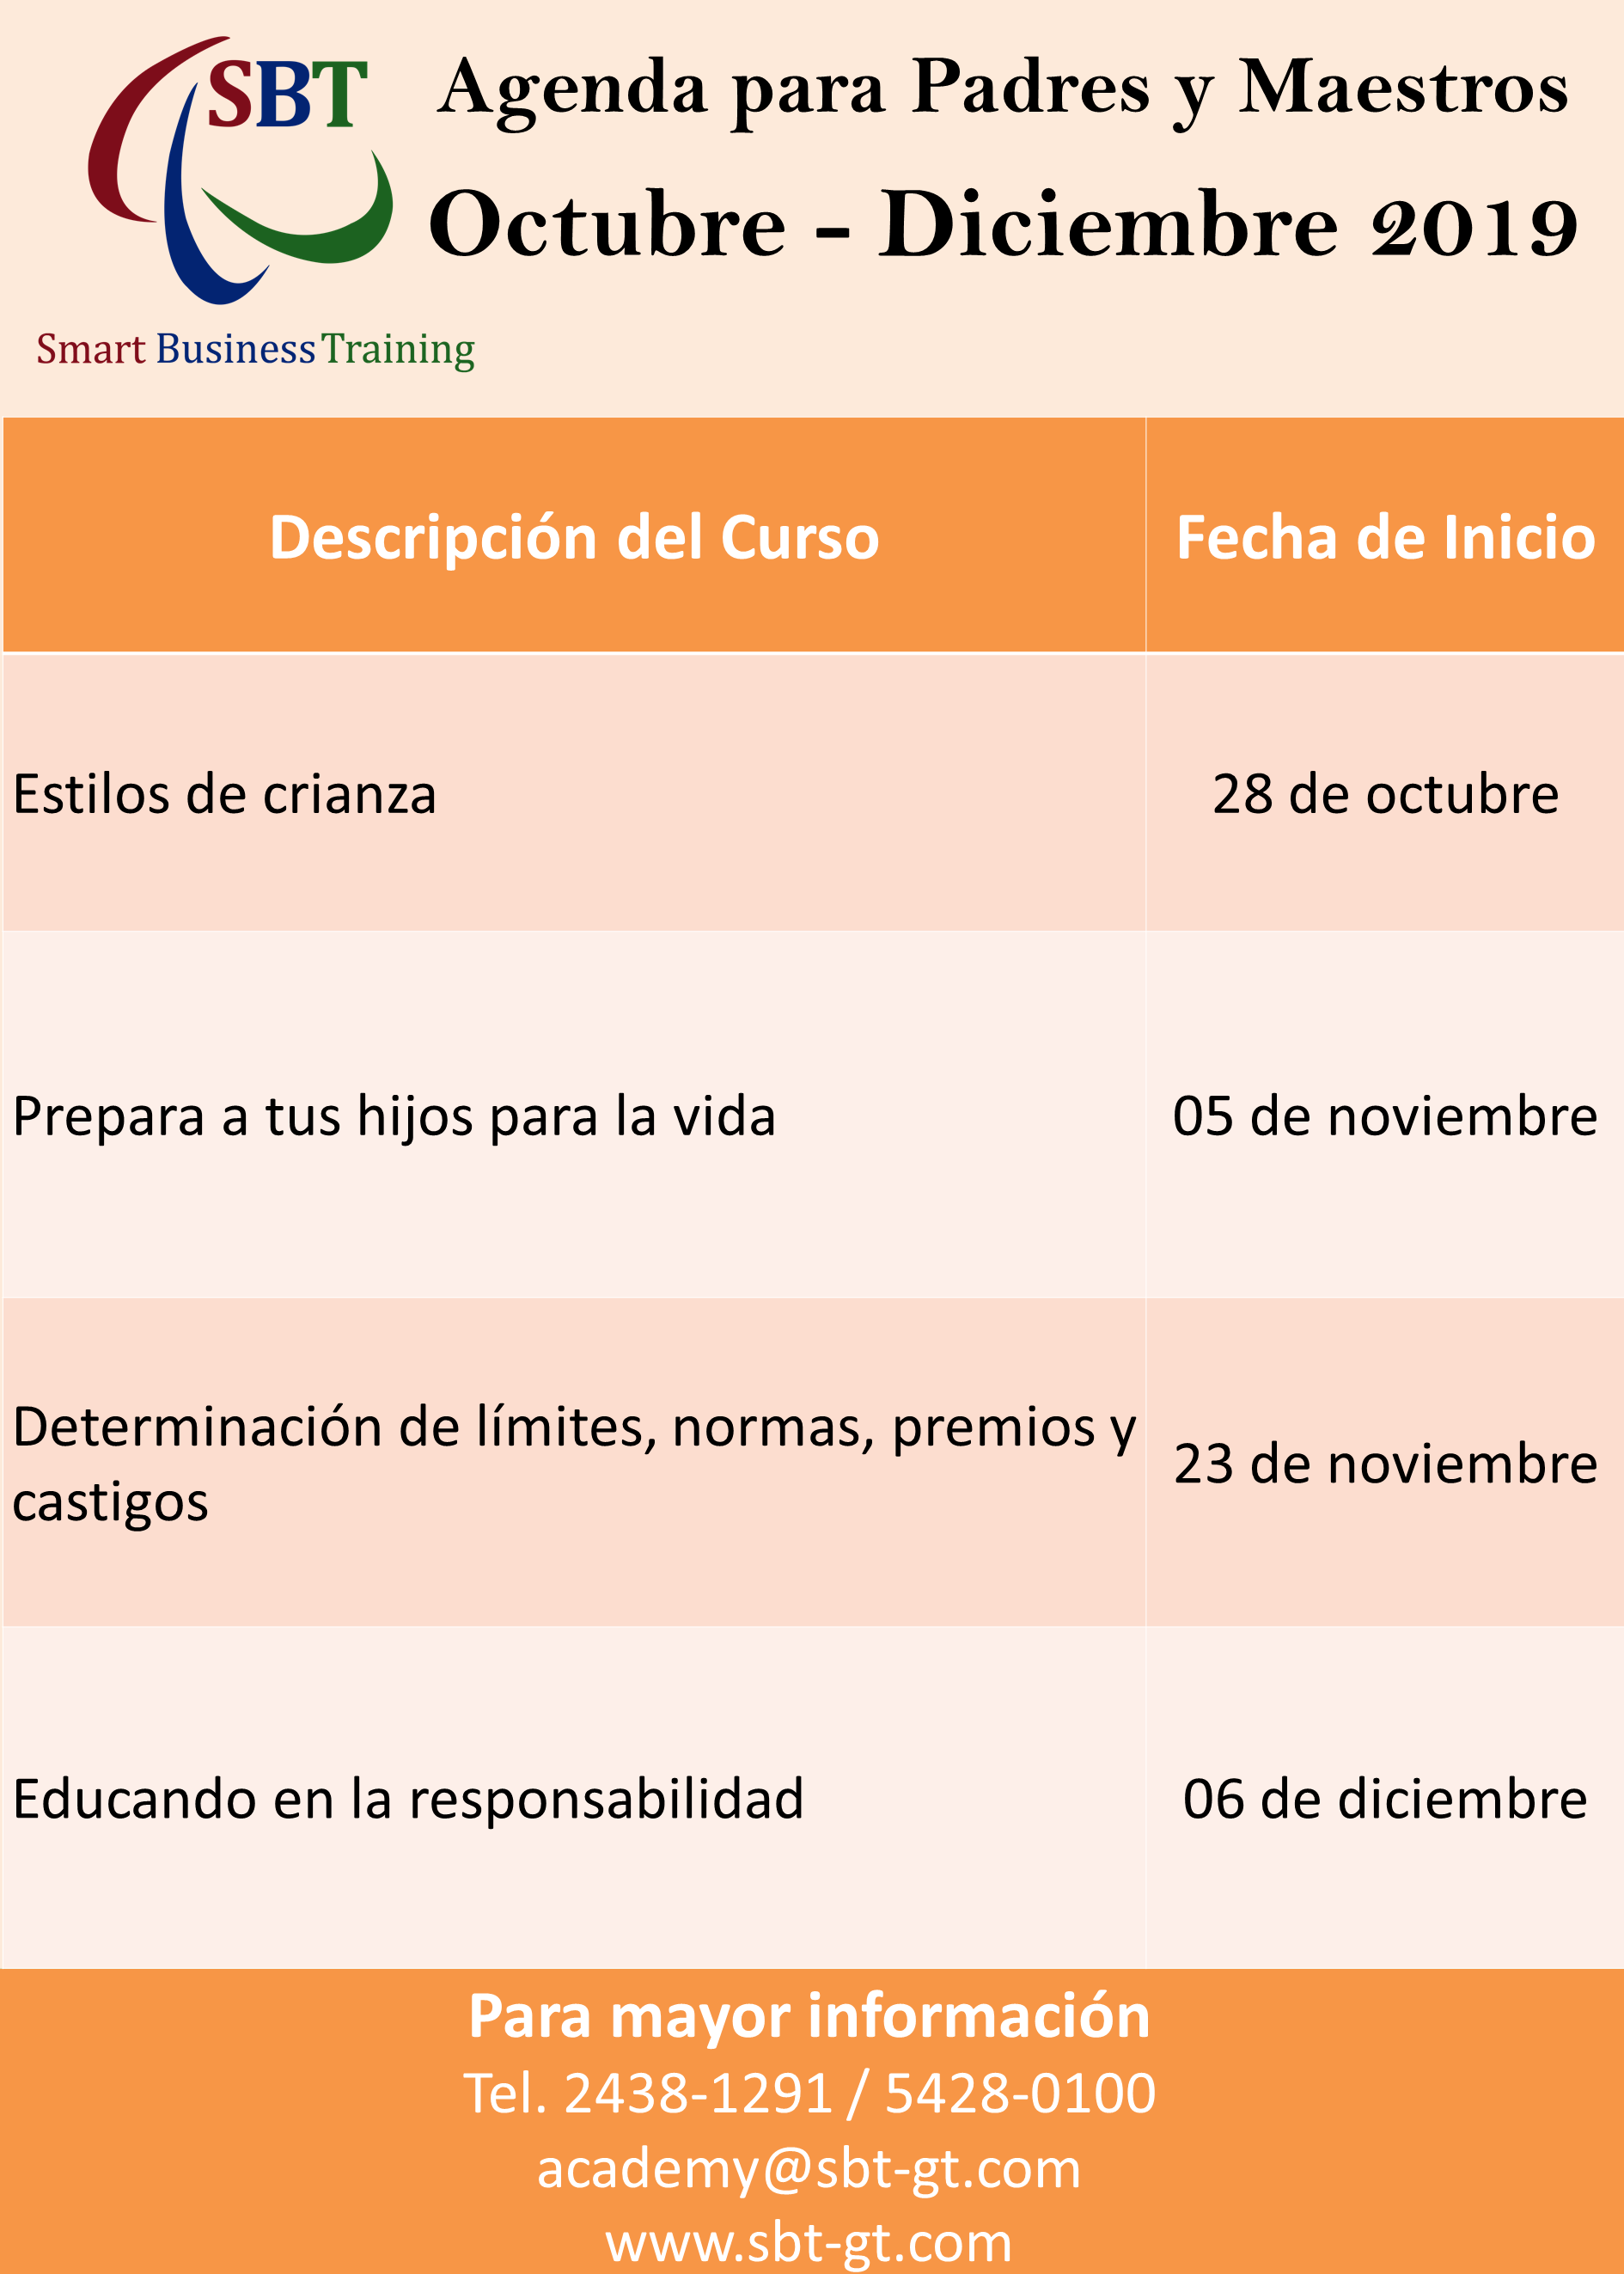 SBT
Smart Business Training
Agenda para Padres y Maestros
Octubre - Diciembre 2019
Descripción del Curso
Fecha de Inicio
Estilos de crianza
28 de octubre
Prepara a tus hijos para la vida
05 de noviembre
Determinación de límites, normas, premios y
castigos
23 de noviembre
Educando en la responsabilidad
06 de diciembre
Para mayor información
Tel. 2438-1291 / 5428-0100
academy@sbt-gt.com
www.sbt-gt.com